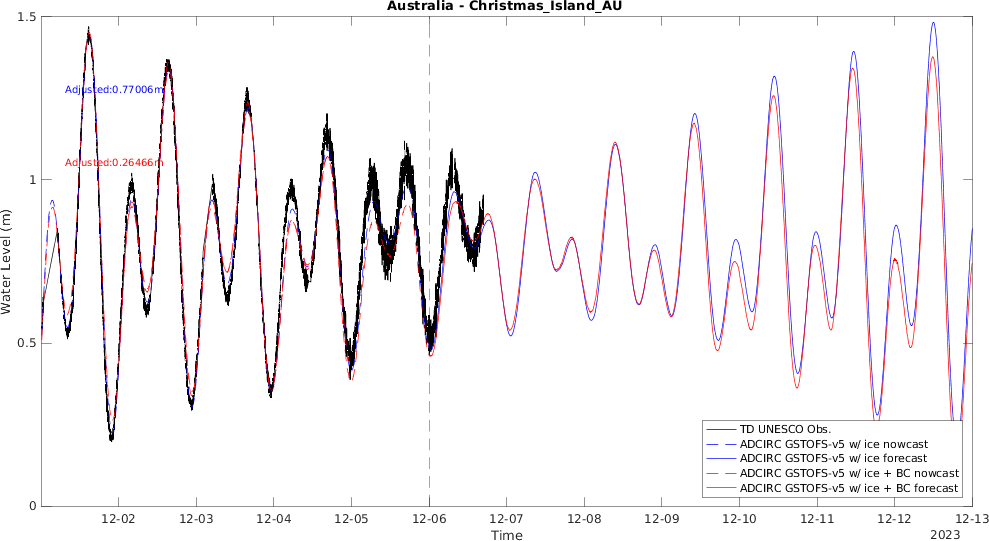 Australia - Christmas_Island_AU
1.5
Adjusted:0.77006m
Adjusted:0.26466m
1
Water Level (m)
0.5
TD UNESCO Obs.
ADCIRC GSTOFS-v5 w/ ice nowcast
ADCIRC GSTOFS-v5 w/ ice forecast
ADCIRC GSTOFS-v5 w/ ice + BC nowcast
ADCIRC GSTOFS-v5 w/ ice + BC forecast
0
12-02 12-03 12-04 12-05 12-06 12-07 12-08 12-09 12-10 12-11 12-12 12-13
Time
2023